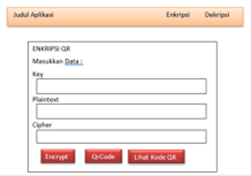 Judul Aplikasi Enkripsi Dekripsi
ENKRIPSI QR
Masukkan Data :
Key
Plaintext
Cipher
Encrypt QrCode Lihat Kode QR